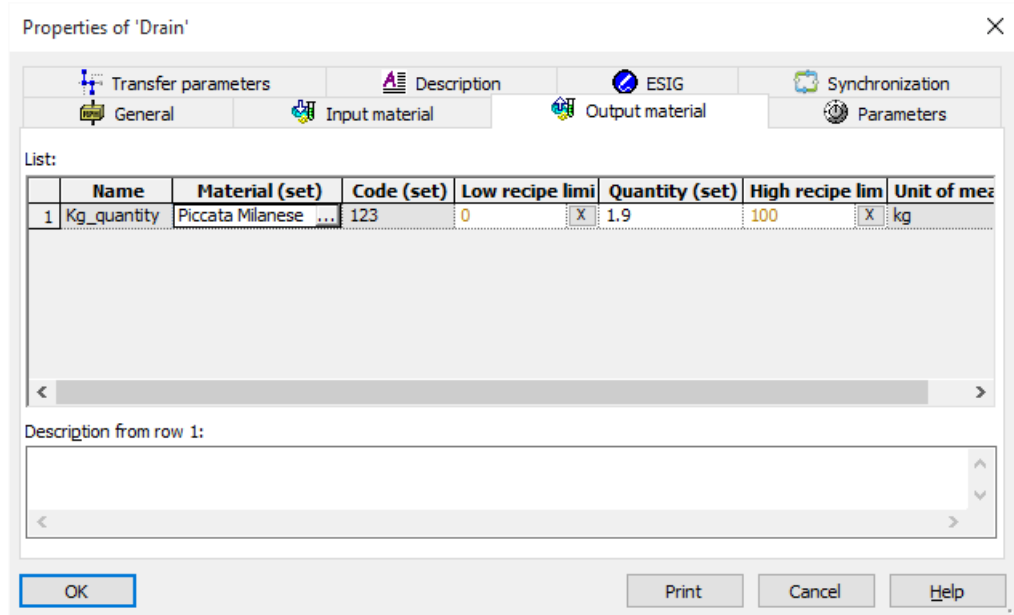 Properties of 'Drain'
Transfer parameters Description ESIG Synchronization
General Input material Output material Parameters
List:
Name Material (set) Code (set) Low recipe limi Quantity (set) High recipe lim Unit of mea
1 Kg_quantity Piccata Milanese ... 123 0 X 1.9 100 X kg
Description from row 1:
OK Print Cancel Help